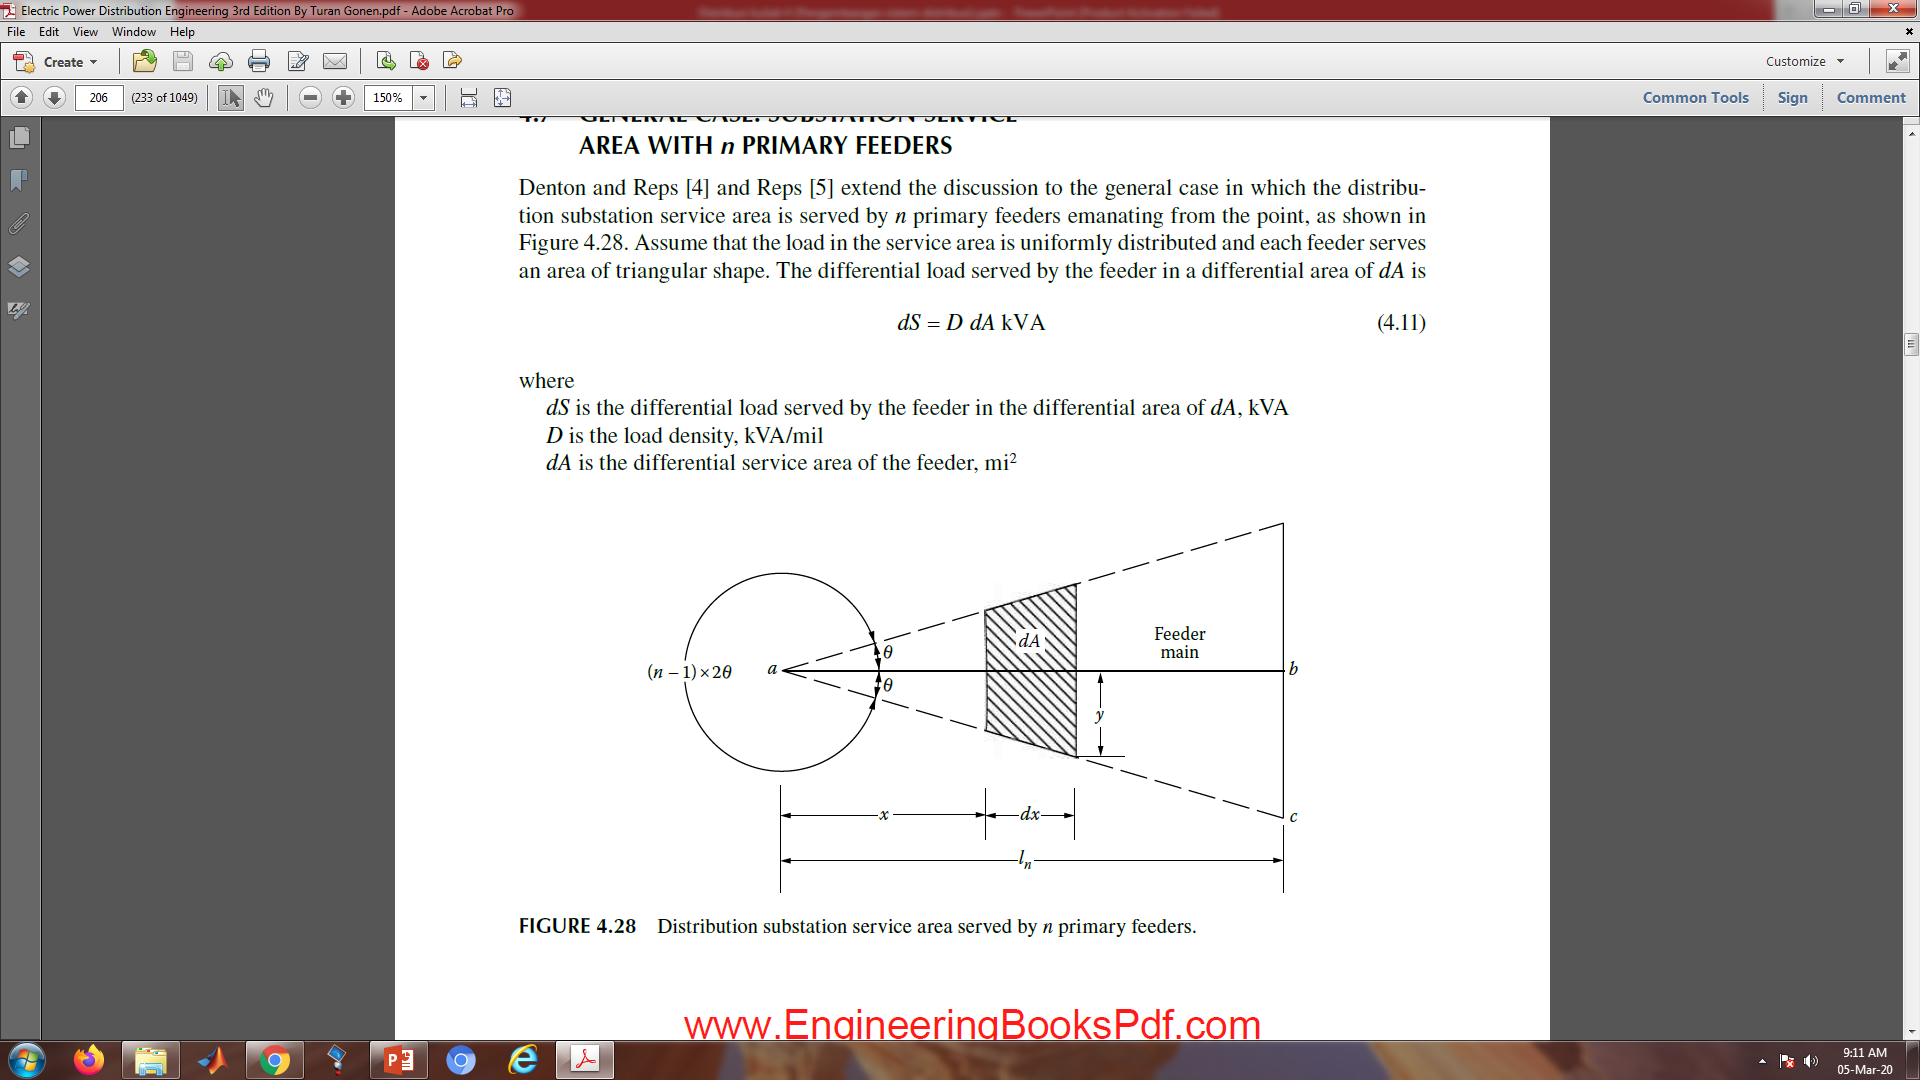 Electric Power Distribution Engineering 3rd Edition By Turan Gonen.pdf - Adobe Acrobat Pro
File Edit View Window Help
Create
Customize
206 (233 of 1049) 150%
Common Tools Sign Comment
4.7 GENERAL CASE: SUBSTATION SERVICE
AREA WITH n PRIMARY FEEDERS
Denton and Reps [4] and Reps [5] extend the discussion to the general case in which the distribu-
tion substation service area is served by n primary feeders emanating from the point, as shown in
Figure 4.28. Assume that the load in the service area is uniformly distributed and each feeder serves
an area of triangular shape. The differential load served by the feeder in a differential area of dA is
dS = D dA kVA (4.11)
where
dS is the differential load served by the feeder in the differential area of dA, kVA
D is the load density, kVA/mil
dA is the differential service area of the feeder, mi²
dA
Feeder
main
θ
(n – 1)×2θ a b
θ
y
x dx c
lₙ
FIGURE 4.28 Distribution substation service area served by n primary feeders.
www.EngineeringBooksPdf.com
9:11 AM
05-Mar-20